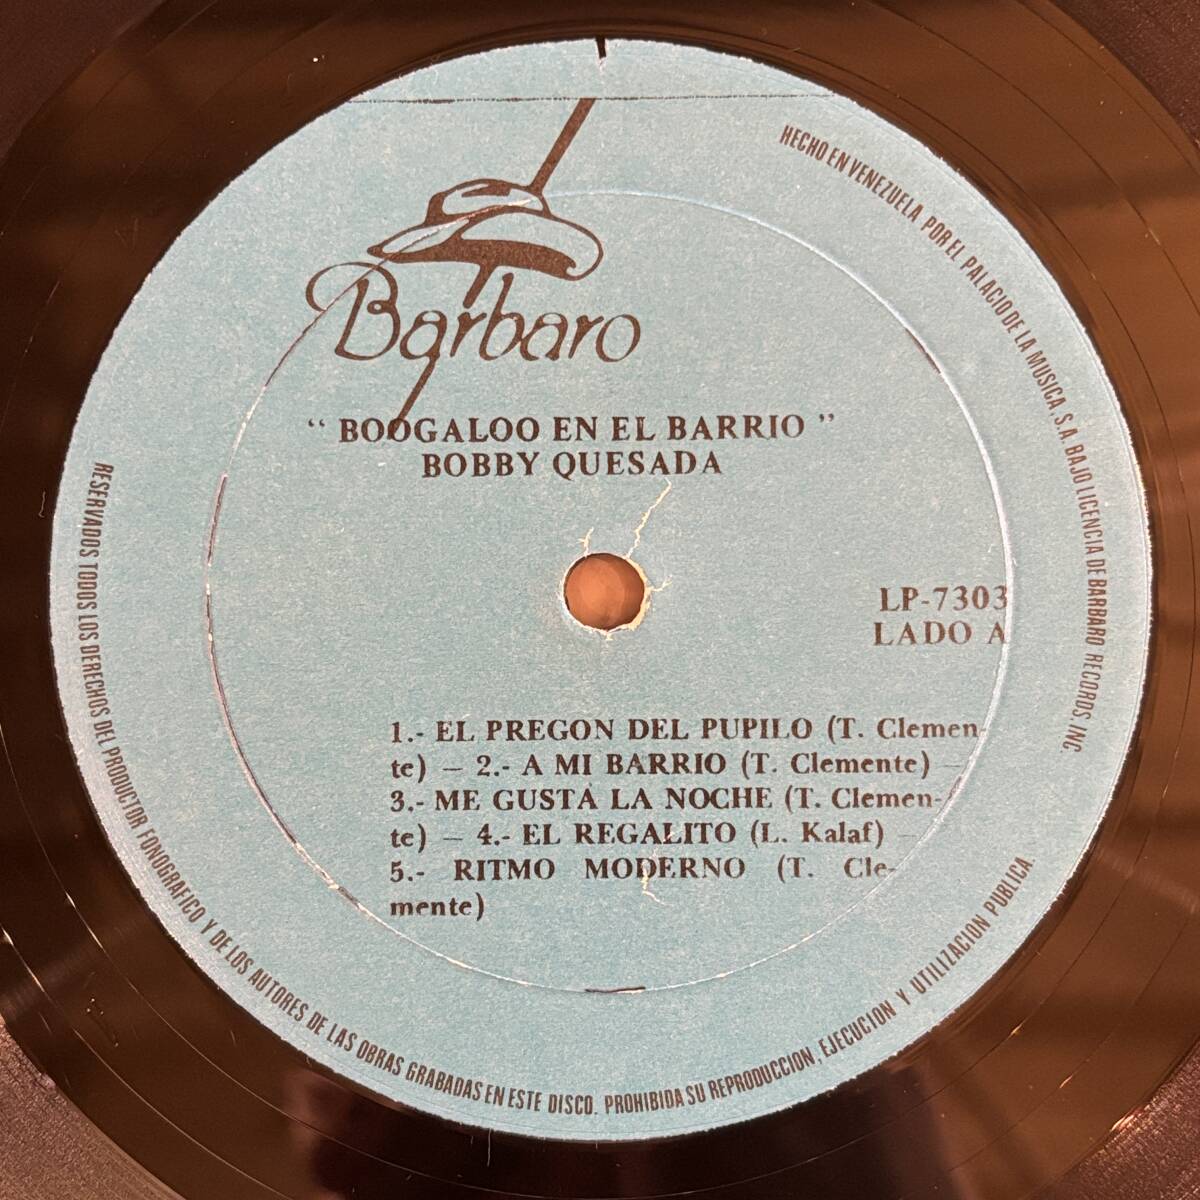 Barbaro
" BOOGALOO EN EL BARRIO "
BOBBY QUESADA
LP-7303
LADO A
1.- EL PREGON DEL PUPILO (T. Clemen-
te) – 2.- A MI BARRIO (T. Clemente) –
3.- ME GUSTA LA NOCHE (T. Clemen-
te) – 4.- EL REGALITO (L. Kalaf) –
5.- RITMO MODERNO (T. Cle-
mente)
HECHO EN VENEZUELA POR EL PALACIO DE LA MUSICA, S.A. BAJO LICENCIA DE BARBARO RECORDS, INC.
RESERVADOS TODOS LOS DERECHOS DEL PRODUCTOR FONOGRAFICO Y DE LOS AUTORES DE LAS OBRAS GRABADAS EN ESTE DISCO. PROHIBIDA SU REPRODUCCION, EJECUCION Y UTILIZACION PUBLICA.